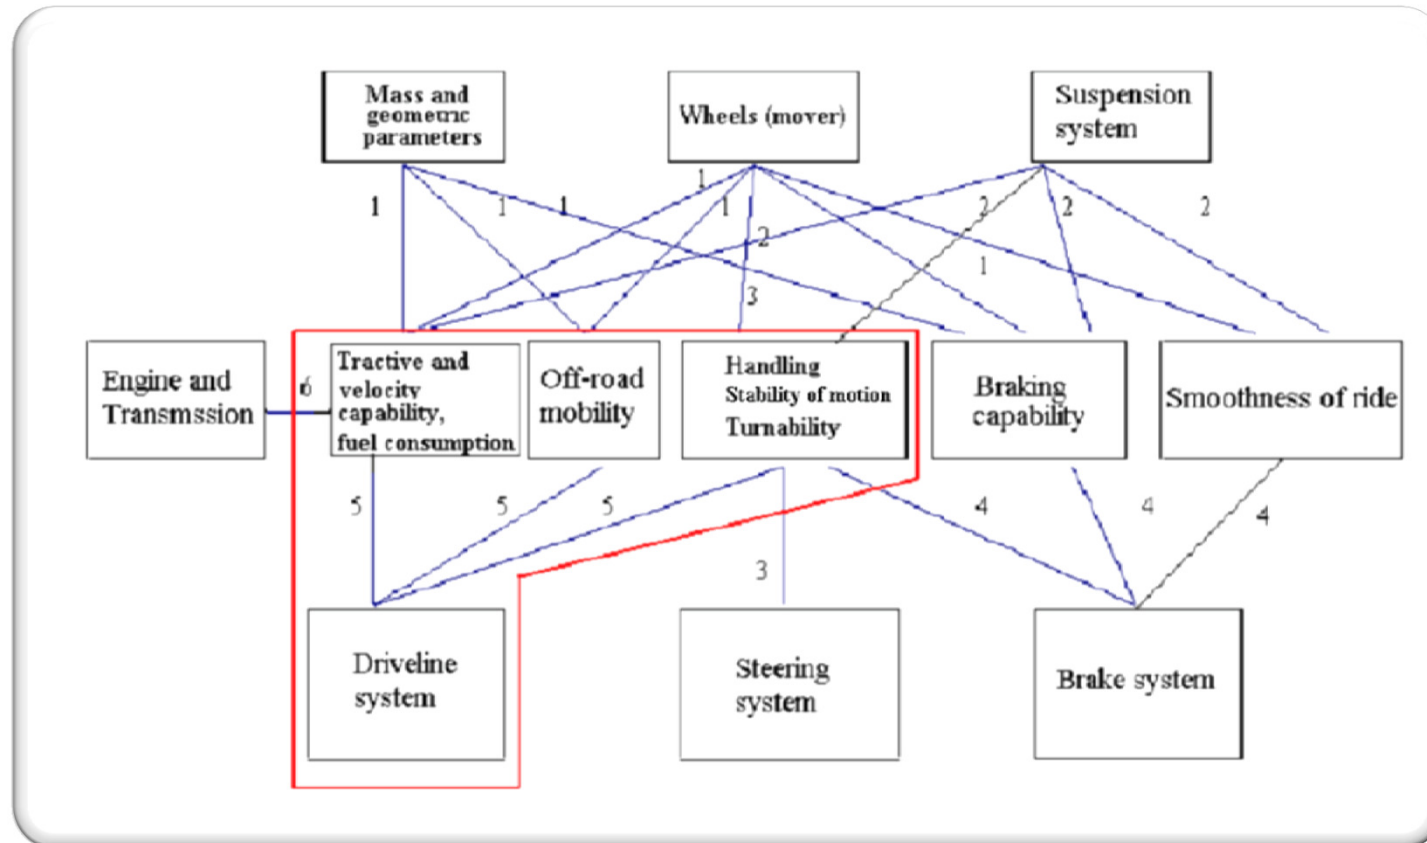 Mass and
geometric
parameters
Wheels (mover)
Suspension
system
1
1
1
1
1
2
2
2
2
1
3
Engine and
Transmssion
6
Tractive and
velocity
capability,
fuel consumption
Off-road
mobility
Handling
Stability of motion
Turnability
Braking
capability
Smoothness of ride
5
5
5
4
4
4
3
Driveline
system
Steering
system
Brake system